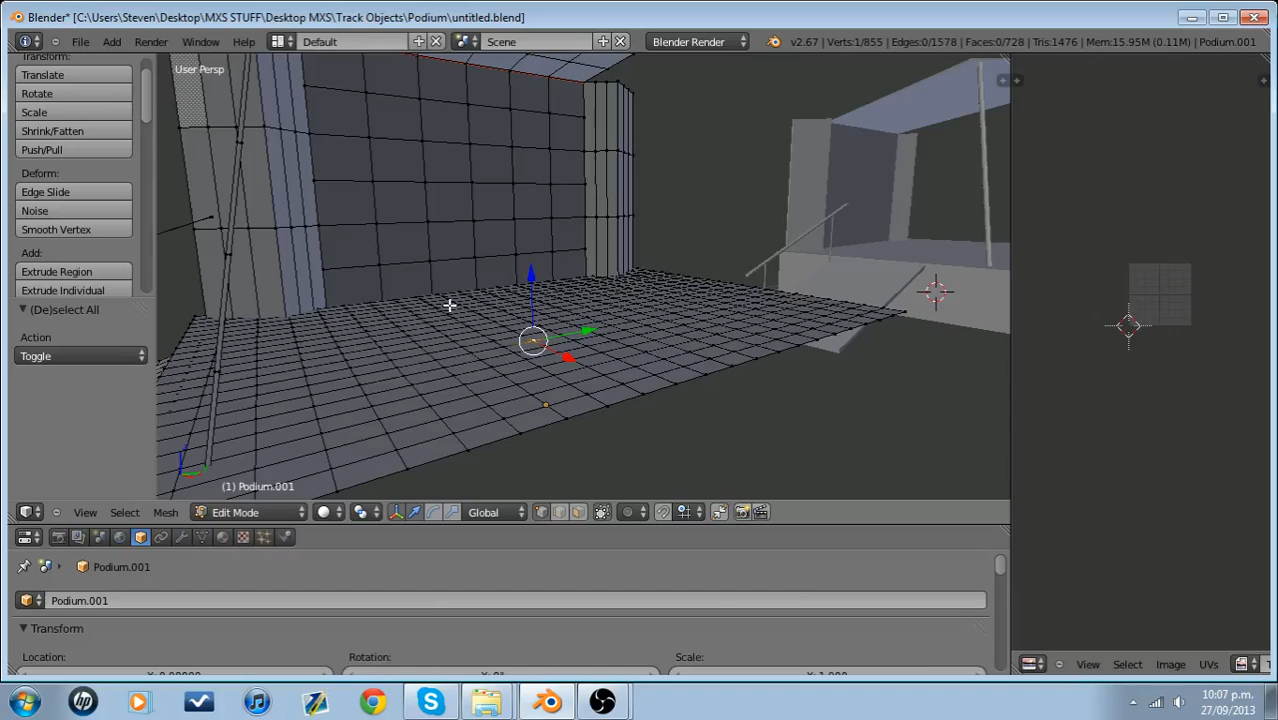 Blender* [C:\Users\Steven\Desktop\MXS STUFF\Desktop MXS\Track Objects\Podium\untitled.blend]
File Add Render Window Help Default Scene Blender Render v2.67 | Verts:1/855 | Edges:0/1578 | Faces:0/728 | Tris:1476 | Mem:15.95M (0.11M) | Podium.001
Transform:
Translate
Rotate
Scale
Shrink/Fatten
Push/Pull
Deform:
Edge Slide
Noise
Smooth Vertex
Add:
Extrude Region
Extrude Individual
(De)select All
Action
Toggle
User Persp
(1) Podium.001
View Select Mesh Edit Mode Global
Podium.001
Podium.001
Transform
Location: Rotation: Scale:
View Select Image UVs
10:07 p.m.
27/09/2013